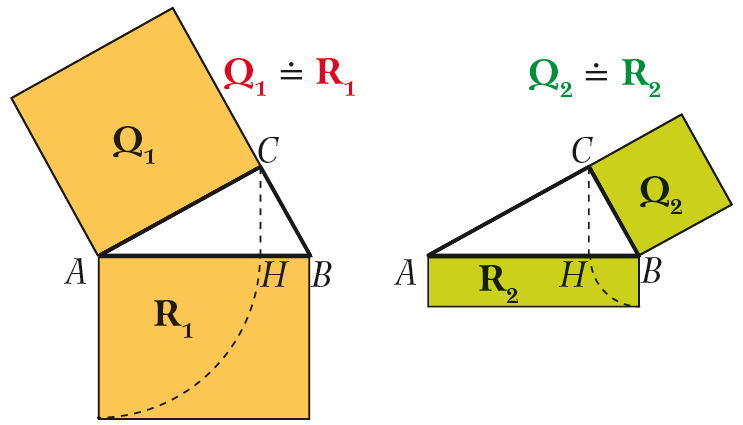 Q₁ ≐ R₁
Q₂ ≐ R₂
Q₁
C
A
H
B
R₁
C
Q₂
A
H
B
R₂